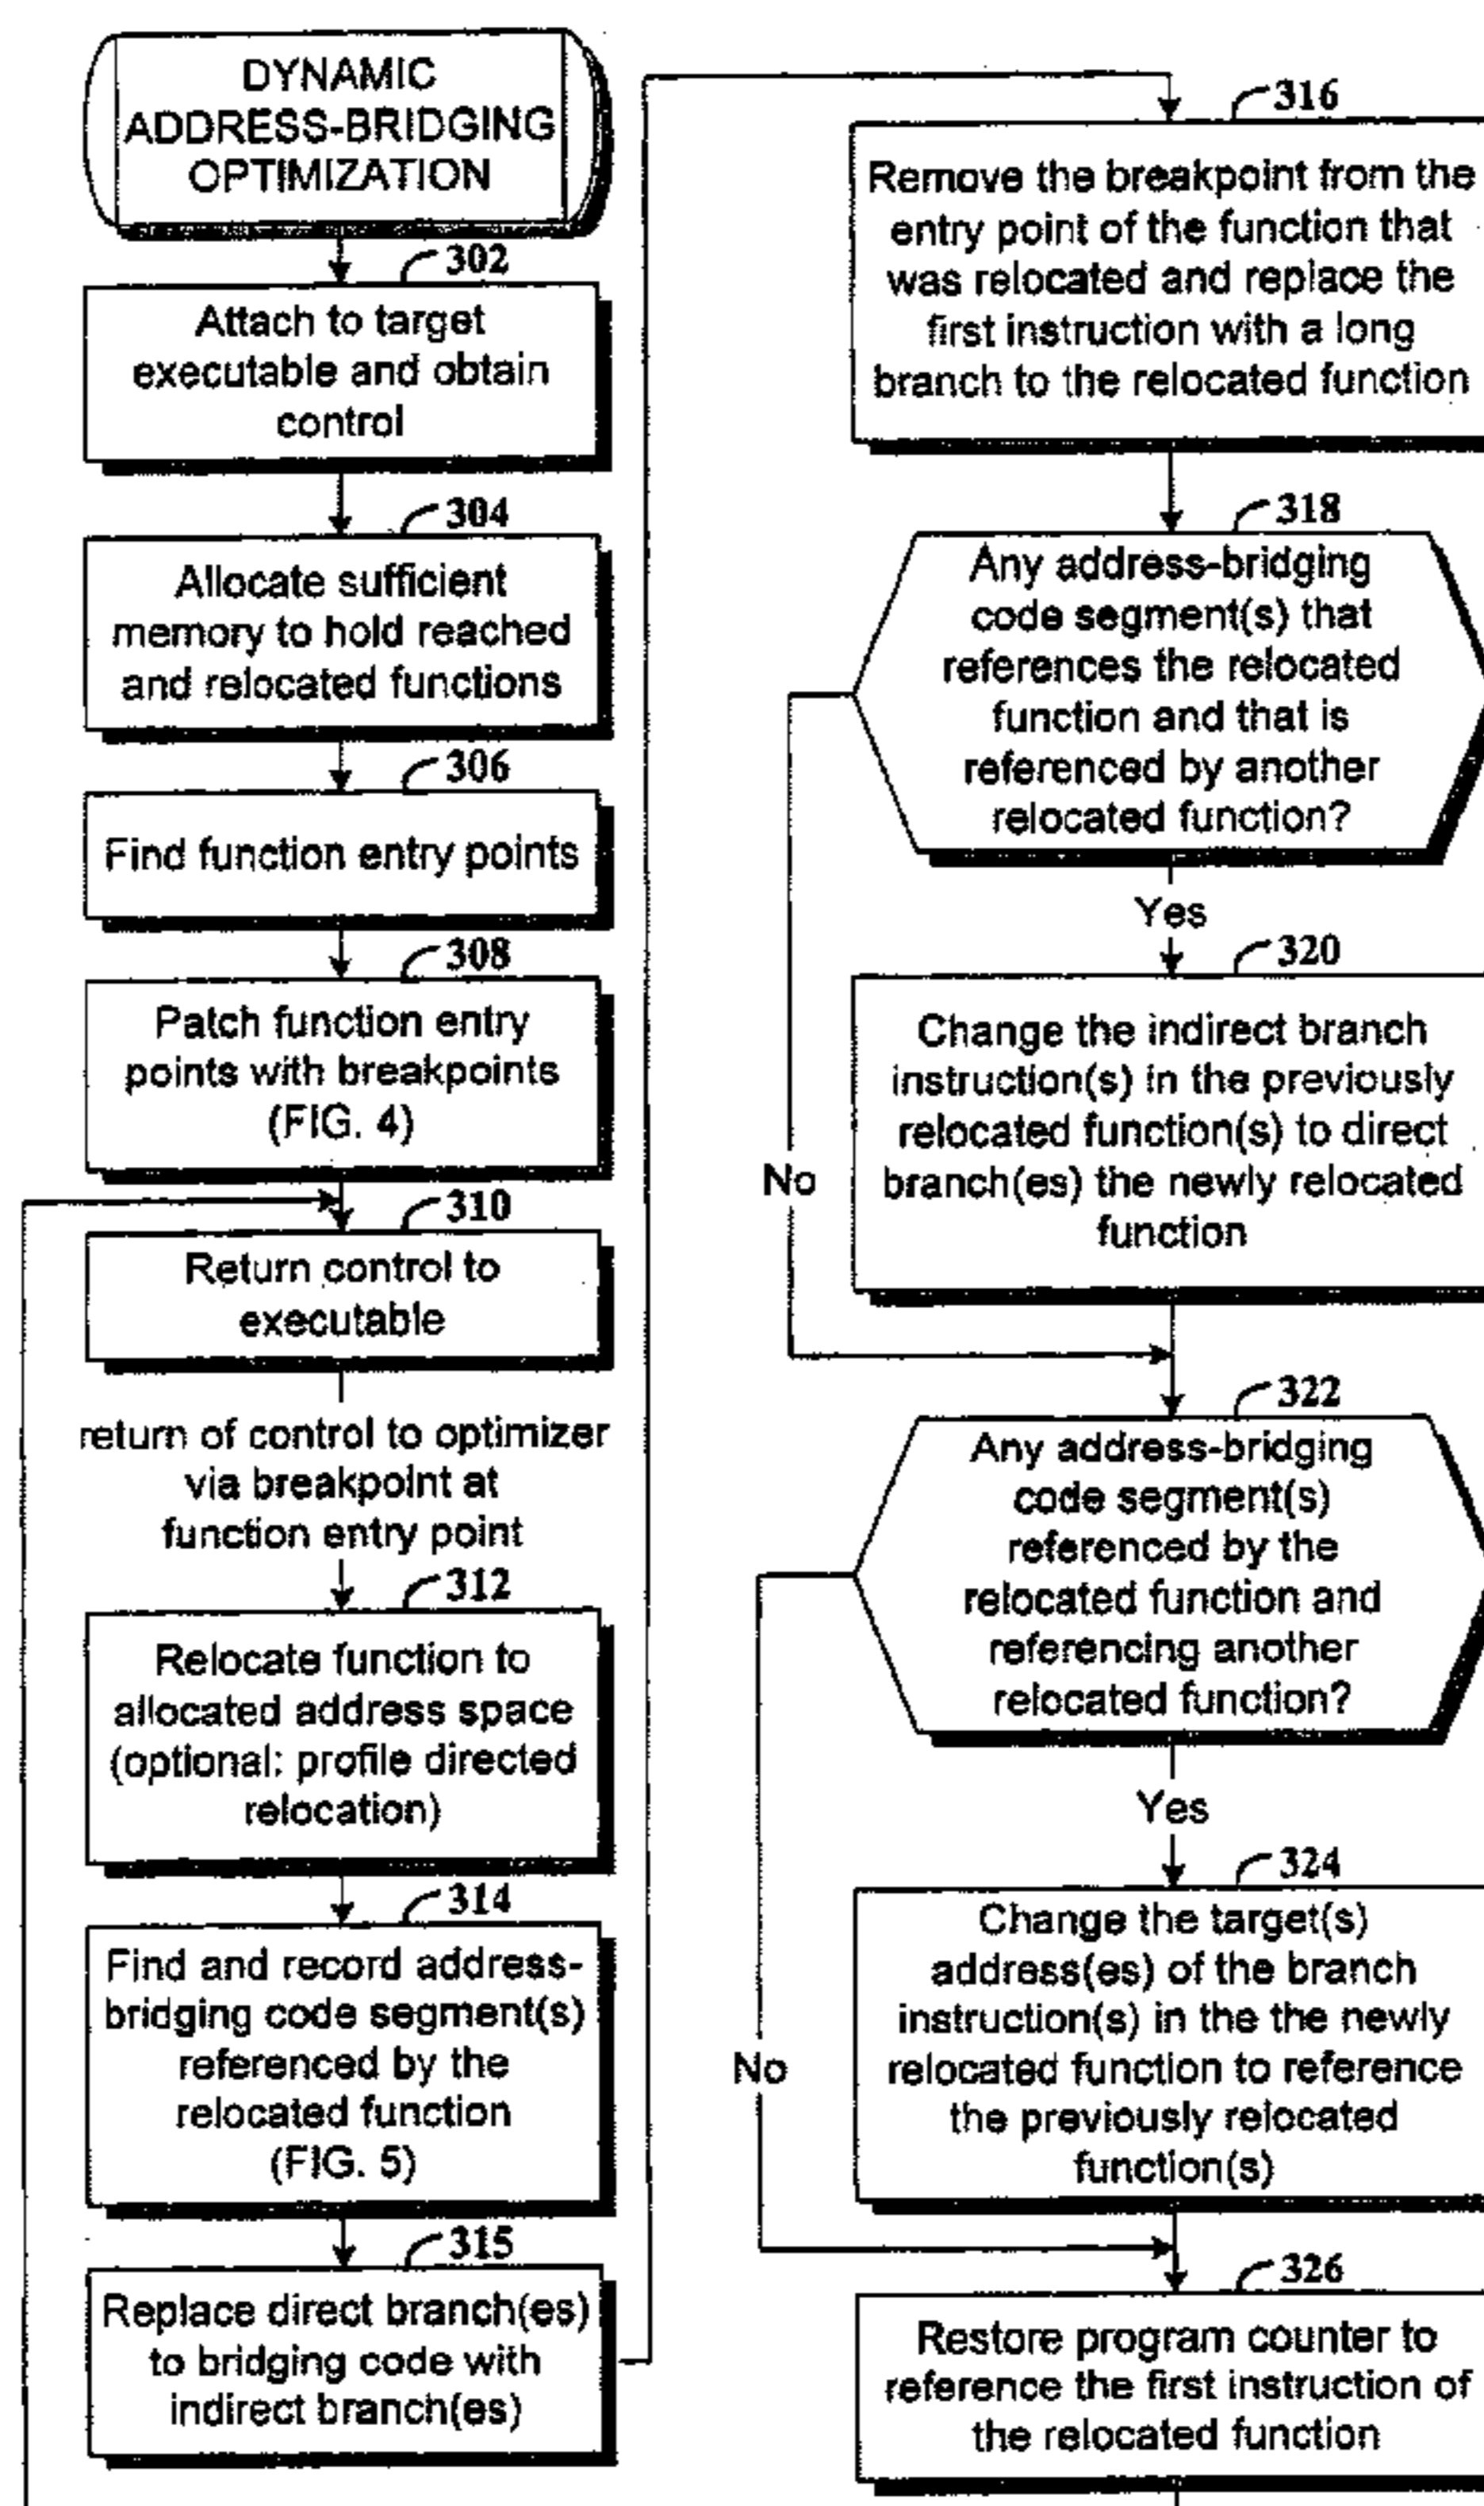 DYNAMIC
ADDRESS-BRIDGING
OPTIMIZATION
302
Attach to target
executable and obtain
control
304
Allocate sufficient
memory to hold reached
and relocated functions
306
Find function entry points
308
Patch function entry
points with breakpoints
(FIG. 4)
310
Return control to
executable
return of control to optimizer
via breakpoint at
function entry point
312
Relocate function to
allocated address space
(optional: profile directed
relocation)
314
Find and record address-
bridging code segment(s)
referenced by the
relocated function
(FIG. 5)
315
Replace direct branch(es)
to bridging code with
indirect branch(es)
316
Remove the breakpoint from the
entry point of the function that
was relocated and replace the
first instruction with a long
branch to the relocated function
318
Any address-bridging
code segment(s) that
references the relocated
function and that is
referenced by another
relocated function?
Yes
No
320
Change the indirect branch
instruction(s) in the previously
relocated function(s) to direct
branch(es) the newly relocated
function
322
Any address-bridging
code segment(s)
referenced by the
relocated function and
referencing another
relocated function?
Yes
No
324
Change the target(s)
address(es) of the branch
instruction(s) in the the newly
relocated function to reference
the previously relocated
function(s)
326
Restore program counter to
reference the first instruction of
the relocated function